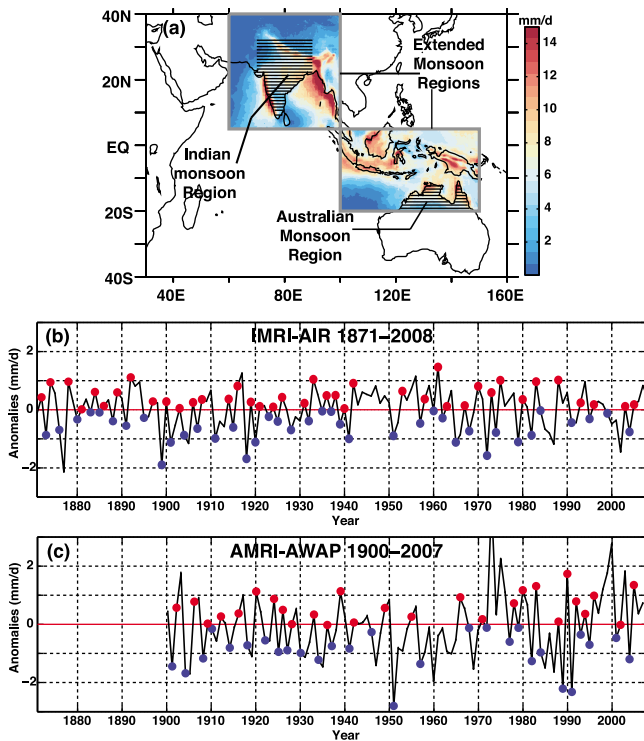 40N
(a)
mm/d
20N
EQ
20S
40S
Extended
Monsoon
Regions
Indian
monsoon
Region
Australian
Monsoon
Region
14
12
10
8
6
4
2
40E 80E 120E 160E
(b) IMRI-AIR 1871–2008
Anomalies (mm/d)
2
0
−2
1880 1890 1900 1910 1920 1930 1940 1950 1960 1970 1980 1990 2000
Year
(c) AMRI-AWAP 1900–2007
Anomalies (mm/d)
2
0
−2
1880 1890 1900 1910 1920 1930 1940 1950 1960 1970 1980 1990 2000
Year